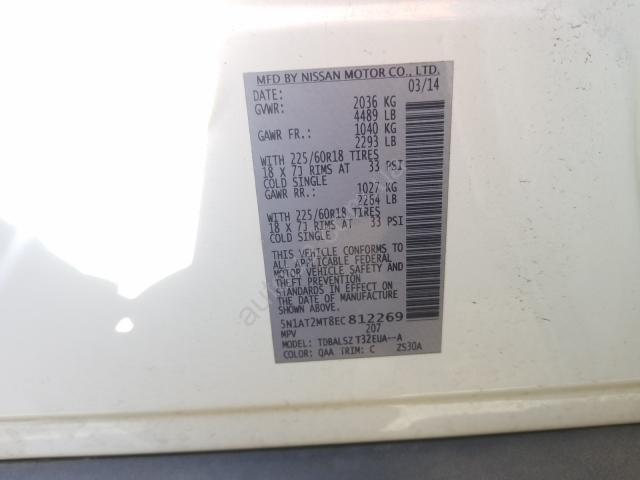 MFD BY NISSAN MOTOR CO., LTD.
DATE: 03/14
GVWR: 2036 KG
4489 LB
GAWR FR.: 1040 KG
2293 LB
WITH 225/60R18 TIRES
18 X 7J RIMS AT 33 PSI
COLD SINGLE
GAWR RR.: 1027 KG
2264 LB
WITH 225/60R18 TIRES
18 X 7J RIMS AT 33 PSI
COLD SINGLE
THIS VEHICLE CONFORMS TO
ALL APPLICABLE FEDERAL
MOTOR VEHICLE SAFETY AND
THEFT PREVENTION
STANDARDS IN EFFECT ON
THE DATE OF MANUFACTURE
SHOWN ABOVE.
5N1AT2MT8EC812269
MPV 207
MODEL: TDBALSZ T32EUA--A
COLOR: QAA TRIM: C ZS30A